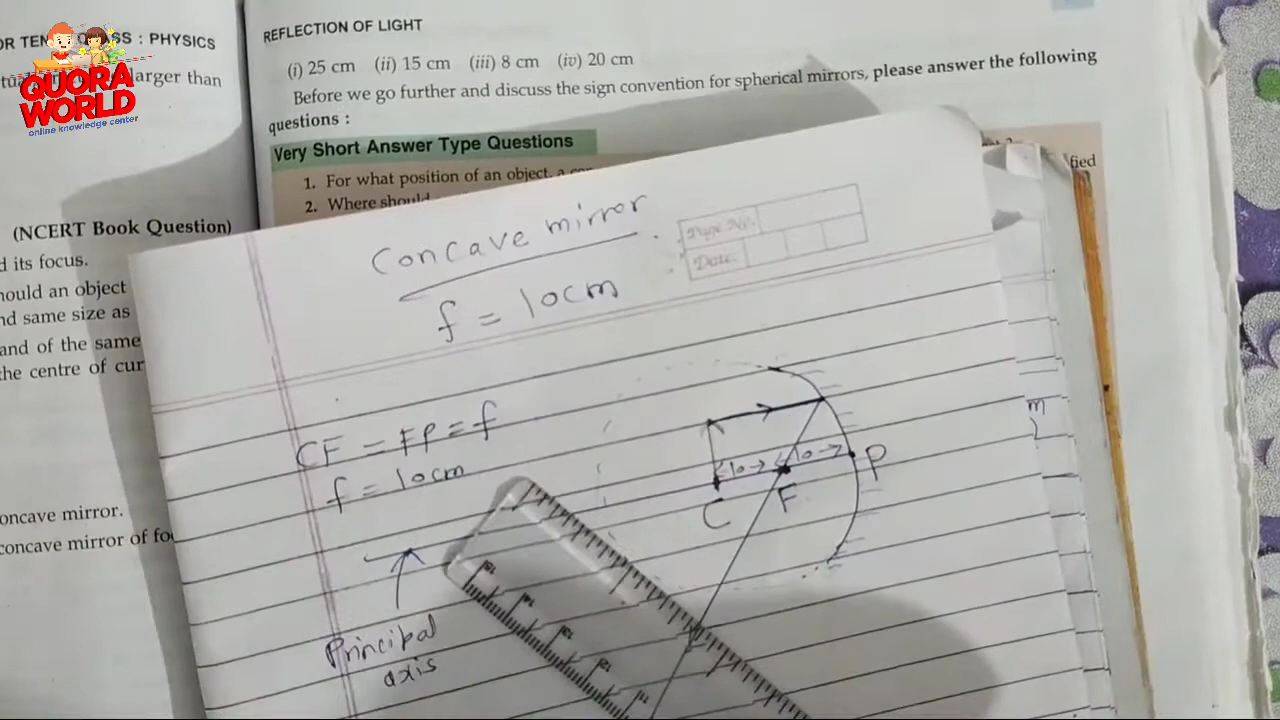 OR TEN SS : PHYSICS
larger than
QUORA
WORLD
online knowledge center
(NCERT Book Question)
d its focus.
hould an object
nd same size as
and of the same
the centre of cur
oncave mirror.
concave mirror of fo
REFLECTION OF LIGHT
(i) 25 cm (ii) 15 cm (iii) 8 cm (iv) 20 cm
Before we go further and discuss the sign convention for spherical mirrors, please answer the following
questions :
Very Short Answer Type Questions
1. For what position of an object, a
fied
2. Where should
Concave mirror
Page No.
Date.
f = 10cm
CF = FP = f
f = 10cm
Principal
axis
10 10
C F P
m